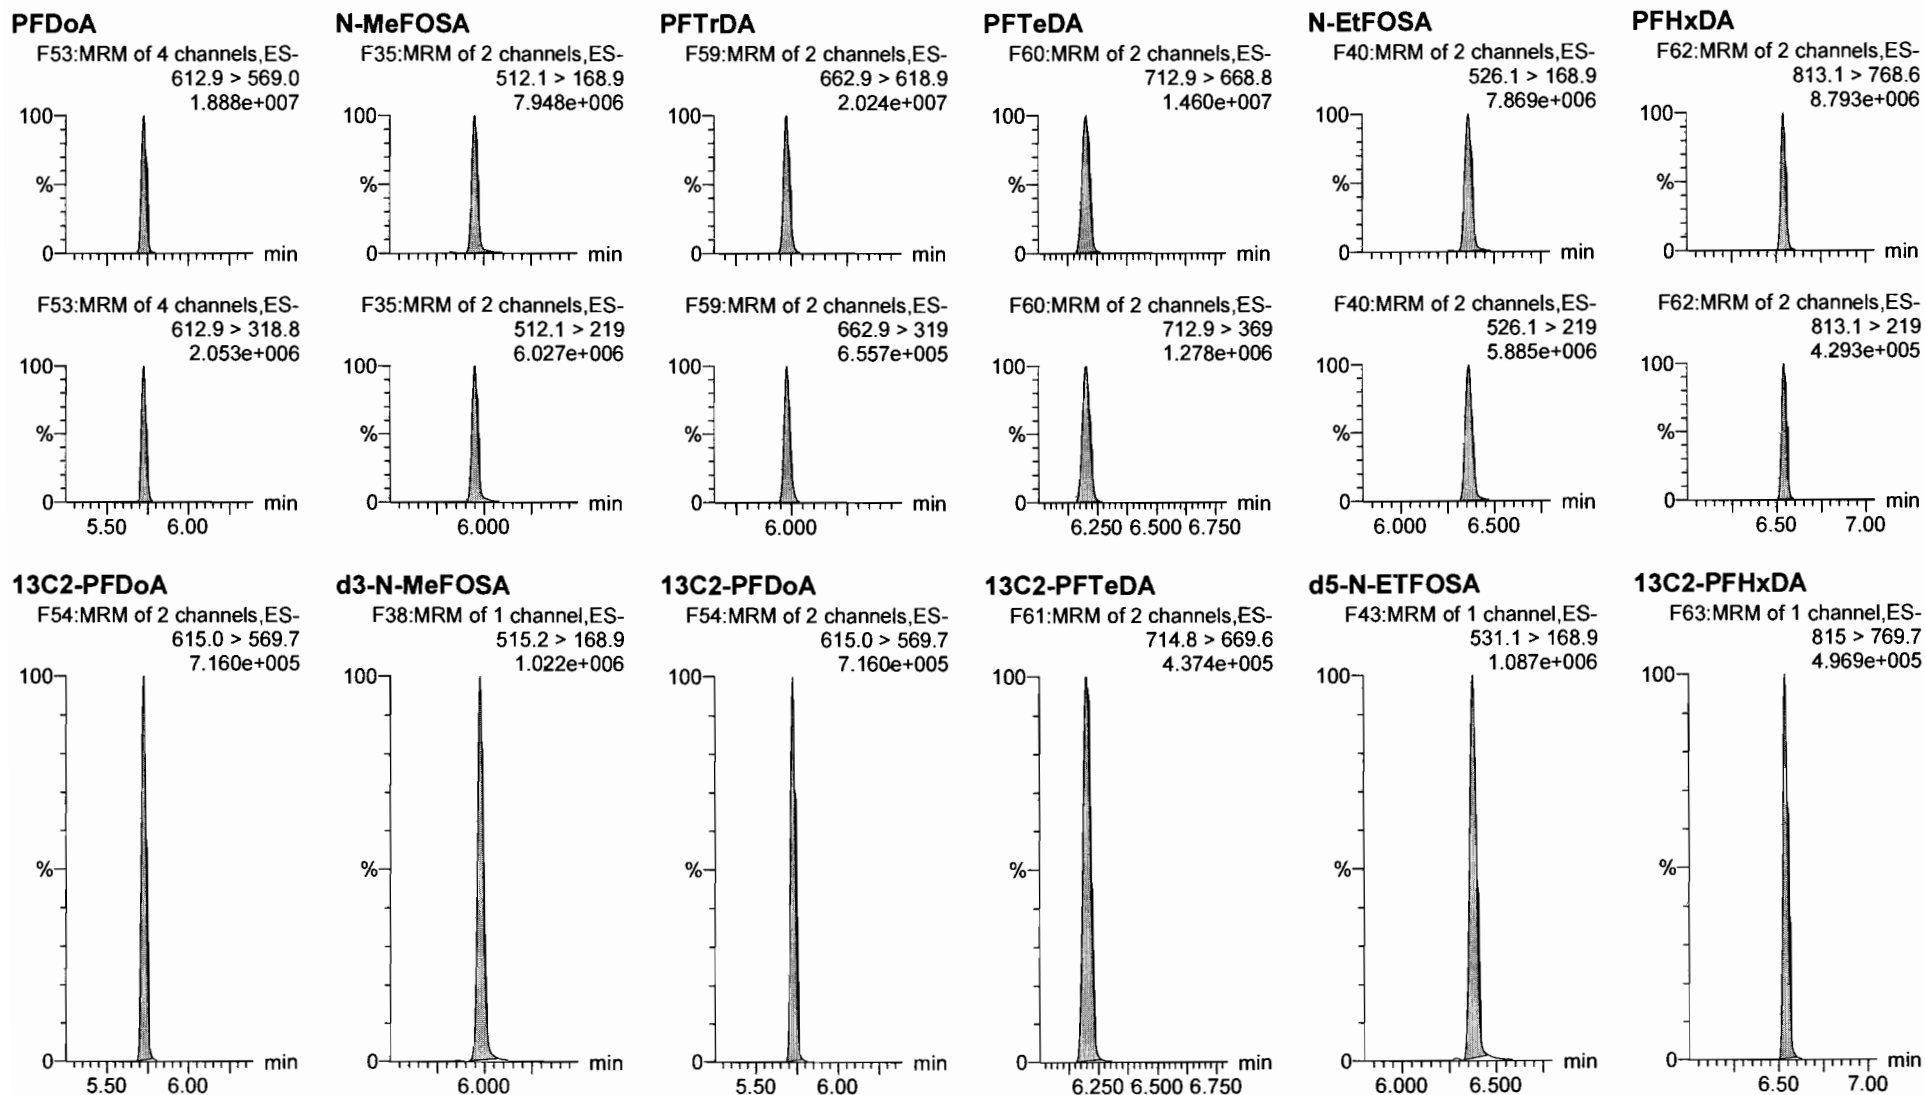 PFDoA
F53:MRM of 4 channels,ES-
612.9 > 569.0
1.888e+007
100
%
0
min
F53:MRM of 4 channels,ES-
612.9 > 318.8
2.053e+006
100
%
0
min
5.50 6.00
N-MeFOSA
F35:MRM of 2 channels,ES-
512.1 > 168.9
7.948e+006
100
%
0
min
F35:MRM of 2 channels,ES-
512.1 > 219
6.027e+006
100
%
0
min
6.000
PFTrDA
F59:MRM of 2 channels,ES-
662.9 > 618.9
2.024e+007
100
%
0
min
F59:MRM of 2 channels,ES-
662.9 > 319
6.557e+005
100
%
0
min
6.000
PFTeDA
F60:MRM of 2 channels,ES-
712.9 > 668.8
1.460e+007
100
%
0
min
F60:MRM of 2 channels,ES-
712.9 > 369
1.278e+006
100
%
0
min
6.250 6.500 6.750
N-EtFOSA
F40:MRM of 2 channels,ES-
526.1 > 168.9
7.869e+006
100
%
0
min
F40:MRM of 2 channels,ES-
526.1 > 219
5.885e+006
100
%
0
min
6.000 6.500
PFHxDA
F62:MRM of 2 channels,ES-
813.1 > 768.6
8.793e+006
100
%
0
min
F62:MRM of 2 channels,ES-
813.1 > 219
4.293e+005
100
%
0
min
6.50 7.00
13C2-PFDoA
F54:MRM of 2 channels,ES-
615.0 > 569.7
7.160e+005
100
%
0
min
5.50 6.00
d3-N-MeFOSA
F38:MRM of 1 channel,ES-
515.2 > 168.9
1.022e+006
100
%
0
min
6.000
13C2-PFDoA
F54:MRM of 2 channels,ES-
615.0 > 569.7
7.160e+005
100
%
0
min
5.50 6.00
13C2-PFTeDA
F61:MRM of 2 channels,ES-
714.8 > 669.6
4.374e+005
100
%
0
min
6.250 6.500 6.750
d5-N-ETFOSA
F43:MRM of 1 channel,ES-
531.1 > 168.9
1.087e+006
100
%
0
min
6.000 6.500
13C2-PFHxDA
F63:MRM of 1 channel,ES-
815 > 769.7
4.969e+005
100
%
0
min
6.50 7.00